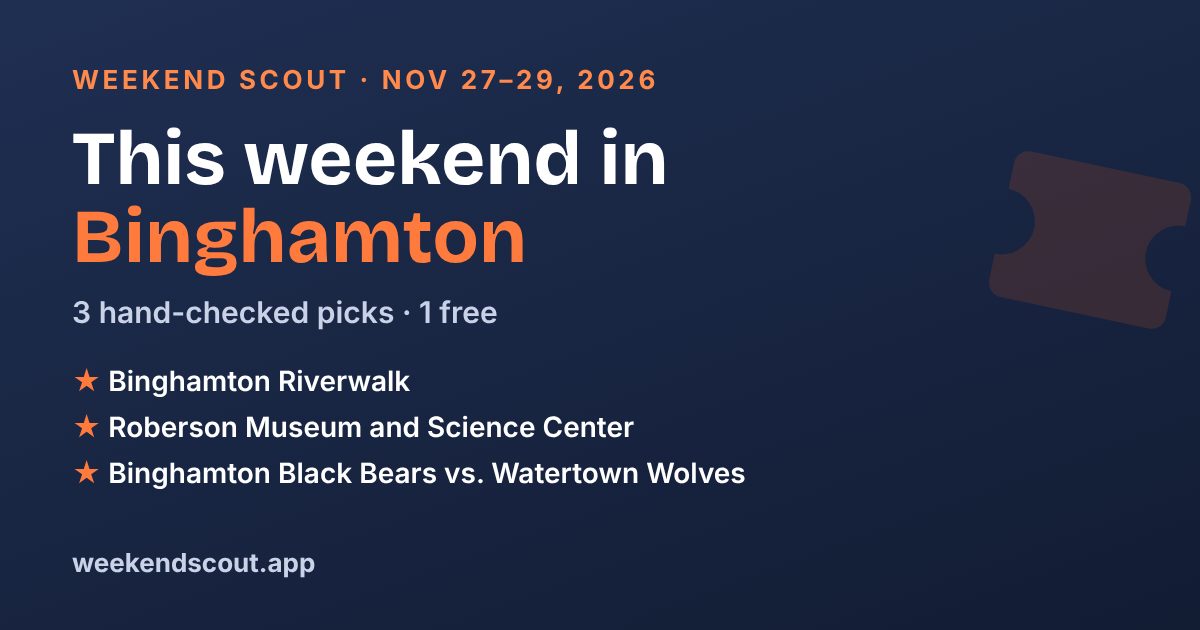 WEEKEND SCOUT · NOV 27–29, 2026
This weekend in
Binghamton
3 hand-checked picks · 1 free
★ Binghamton Riverwalk
★ Roberson Museum and Science Center
★ Binghamton Black Bears vs. Watertown Wolves
weekendscout.app